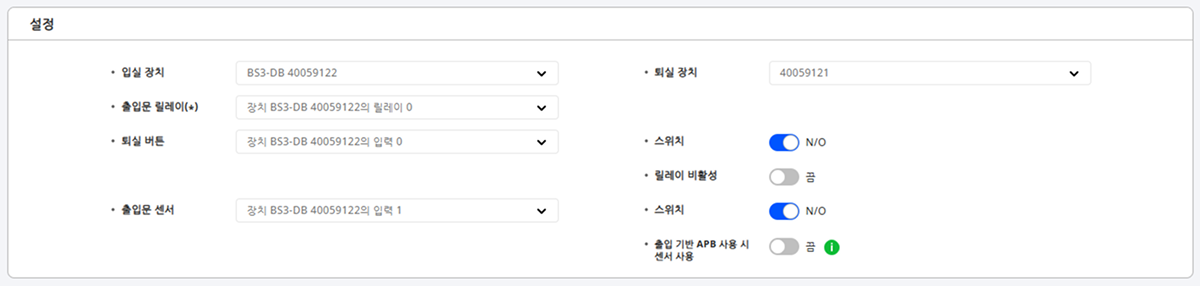 설정
입실 장치 BS3-DB 40059122 퇴실 장치 40059121
출입문 릴레이(*) 장치 BS3-DB 40059122의 릴레이 0
퇴실 버튼 장치 BS3-DB 40059122의 입력 0 스위치 N/O
릴레이 비활성 끔
출입문 센서 장치 BS3-DB 40059122의 입력 1 스위치 N/O
출입 기반 APB 사용 시 끔
센서 사용